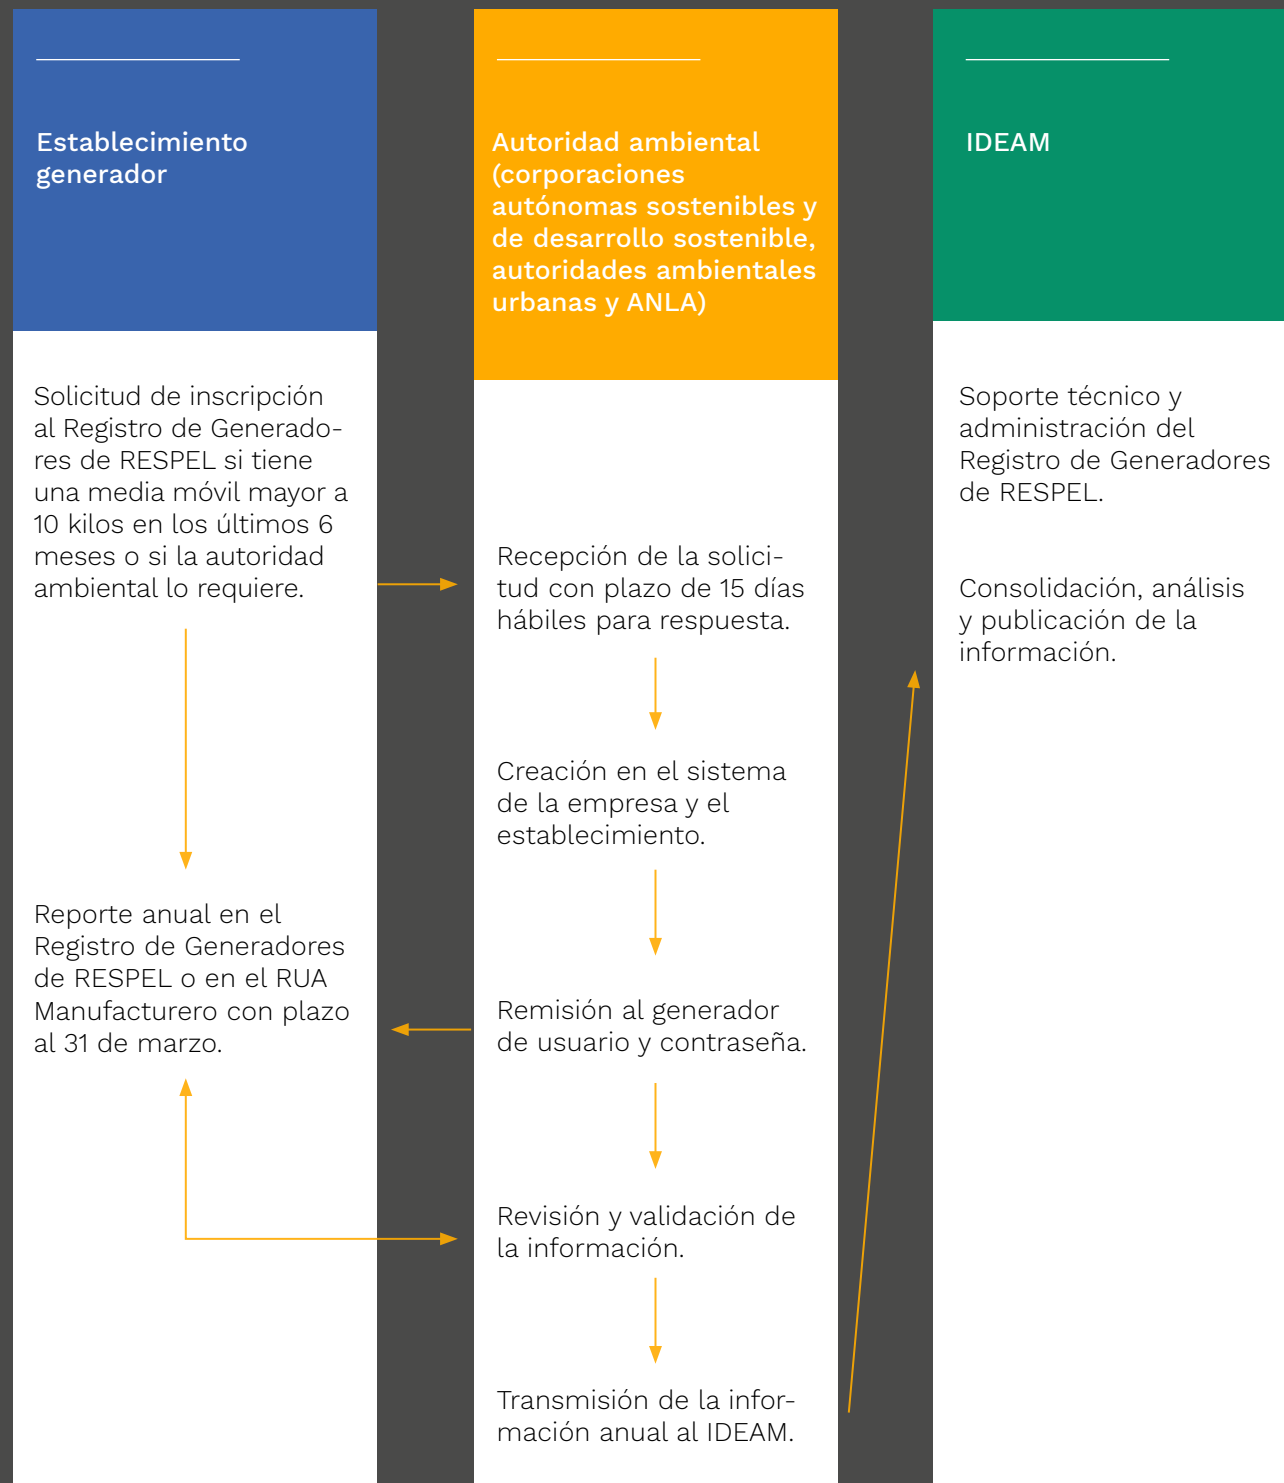 Establecimiento
generador
Solicitud de inscripción
al Registro de Generado-
res de RESPEL si tiene
una media móvil mayor a
10 kilos en los últimos 6
meses o si la autoridad
ambiental lo requiere.
Reporte anual en el
Registro de Generadores
de RESPEL o en el RUA
Manufacturero con plazo
al 31 de marzo.
Autoridad ambiental
(corporaciones
autónomas sostenibles y
de desarrollo sostenible,
autoridades ambientales
urbanas y ANLA)
Recepción de la solici-
tud con plazo de 15 días
hábiles para respuesta.
Creación en el sistema
de la empresa y el
establecimiento.
Remisión al generador
de usuario y contraseña.
Revisión y validación de
la información.
Transmisión de la infor-
mación anual al IDEAM.
IDEAM
Soporte técnico y
administración del
Registro de Generadores
de RESPEL.
Consolidación, análisis
y publicación de la
información.